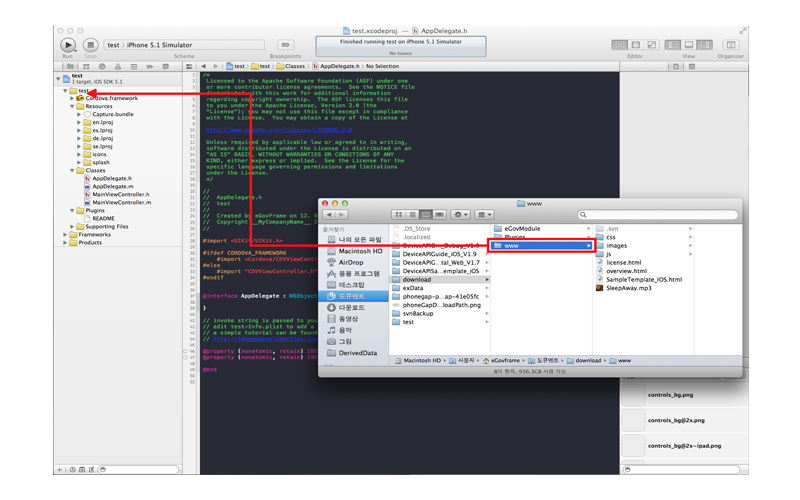 test.xcodeproj — AppDelegate.h
test › iPhone 5.1 Simulator
Finished running test on iPhone 5.1 Simulator
No Issues
Run Stop Scheme Breakpoints Editor View Organizer
test › test › Classes › AppDelegate.h › No Selection
test
1 target, iOS SDK 5.1
test
Cordova.framework
Resources
Capture.bundle
en.lproj
es.lproj
de.lproj
se.lproj
icons
splash
Classes
AppDelegate.h
AppDelegate.m
MainViewController.h
MainViewController.m
Plugins
README
Supporting Files
Frameworks
Products
/*
Licensed to the Apache Software Foundation (ASF) under one
or more contributor license agreements. See the NOTICE file
distributed with this work for additional information
regarding copyright ownership. The ASF licenses this file
to you under the Apache License, Version 2.0 (the
"License"); you may not use this file except in compliance
with the License. You may obtain a copy of the License at
http://www.apache.org/licenses/LICENSE-2.0
Unless required by applicable law or agreed to in writing,
software distributed under the License is distributed on an
"AS IS" BASIS, WITHOUT WARRANTIES OR CONDITIONS OF ANY
KIND, either express or implied. See the License for the
specific language governing permissions and limitations
under the License.
*/
//
// AppDelegate.h
// test
//
// Created by eGovFrame on 12. 9
// Copyright __MyCompanyName__ 2
//
#import <UIKit/UIKit.h>
#ifdef CORDOVA_FRAMEWORK
#import <Cordova/CDVViewContr
#else
#import "CDVViewController.h"
#endif
@interface AppDelegate : NSObjec
}
// invoke string is passed to you
// edit test-Info.plist to add a
// a simple tutorial can be found
@property (nonatomic, retain) IBO
@property (nonatomic, retain) IBO
@end
www
즐겨찾기
나의 모든 파일
Macintosh HD
AirDrop
응용 프로그램
데스크탑
도큐멘트
다운로드
동영상
음악
그림
DerivedData
.DS_Store
.localized
DeviceAPIG..._Debug_V1.9
DeviceAPIGuide_iOS_V1.9
DeviceAPIG...tal_Web_V1.7
DeviceAPISa...emplate_iOS
download
exData
phonegap-p...ap-41e05fc
phoneGapD...loadPath.png
svnBackup
test
eGovModule
Plugins
www
.svn
css
images
js
license.html
overview.html
SampleTemplate_IOS.html
SleepAway.mp3
Macintosh HD ▸ 사용자 ▸ eGovframe ▸ 도큐멘트 ▸ download ▸ www
8개 항목, 936.3GB 사용 가능
controls_bg.png
controls_bg@2x.png
controls_bg@2x~ipad.png